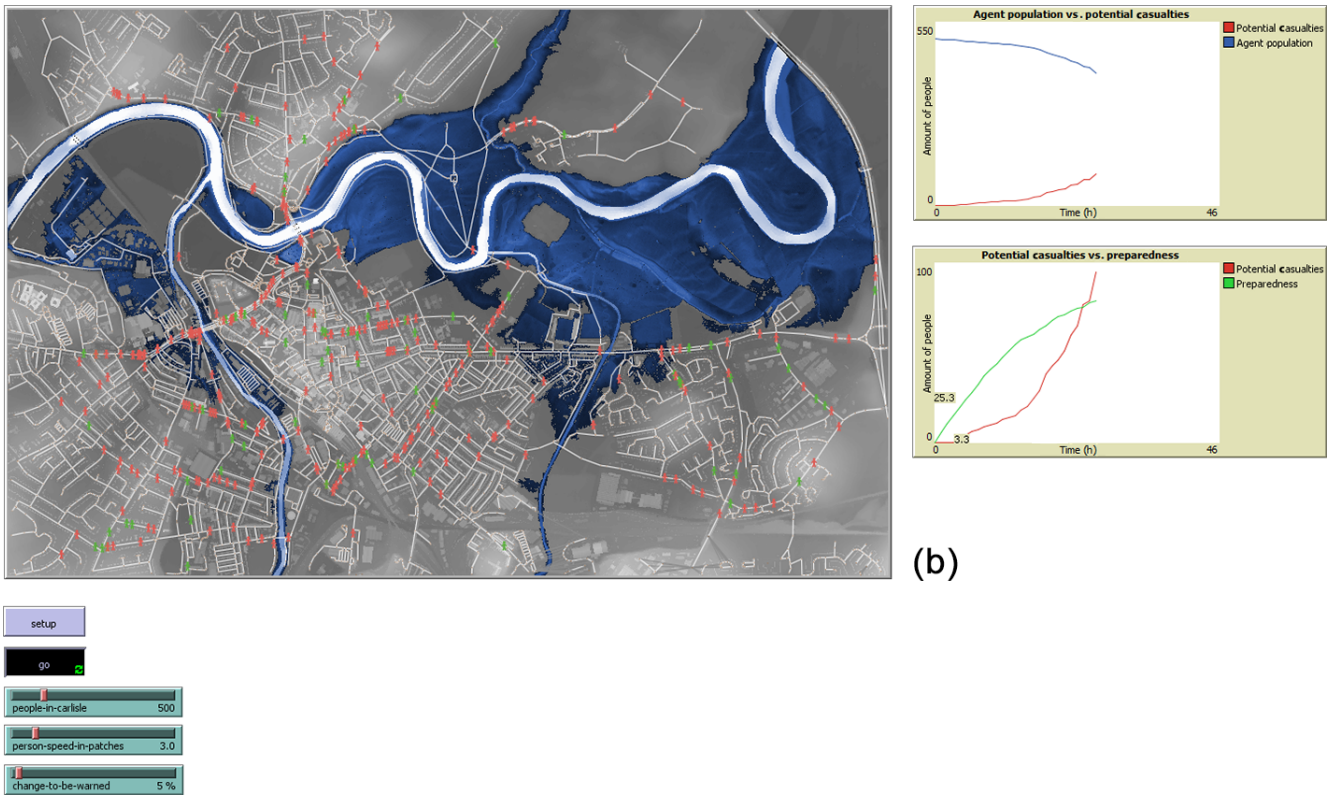 Agent population vs. potential casualties
550
Potential casualties
Agent population
Amount of people
0
0
Time (h)
46
Potential casualties vs. preparedness
100
Potential casualties
Preparedness
Amount of people
25.3
0
3.3
0
Time (h)
46
(b)
setup
go
people-in-carlisle 500
person-speed-in-patches 3.0
change-to-be-warned 5 %